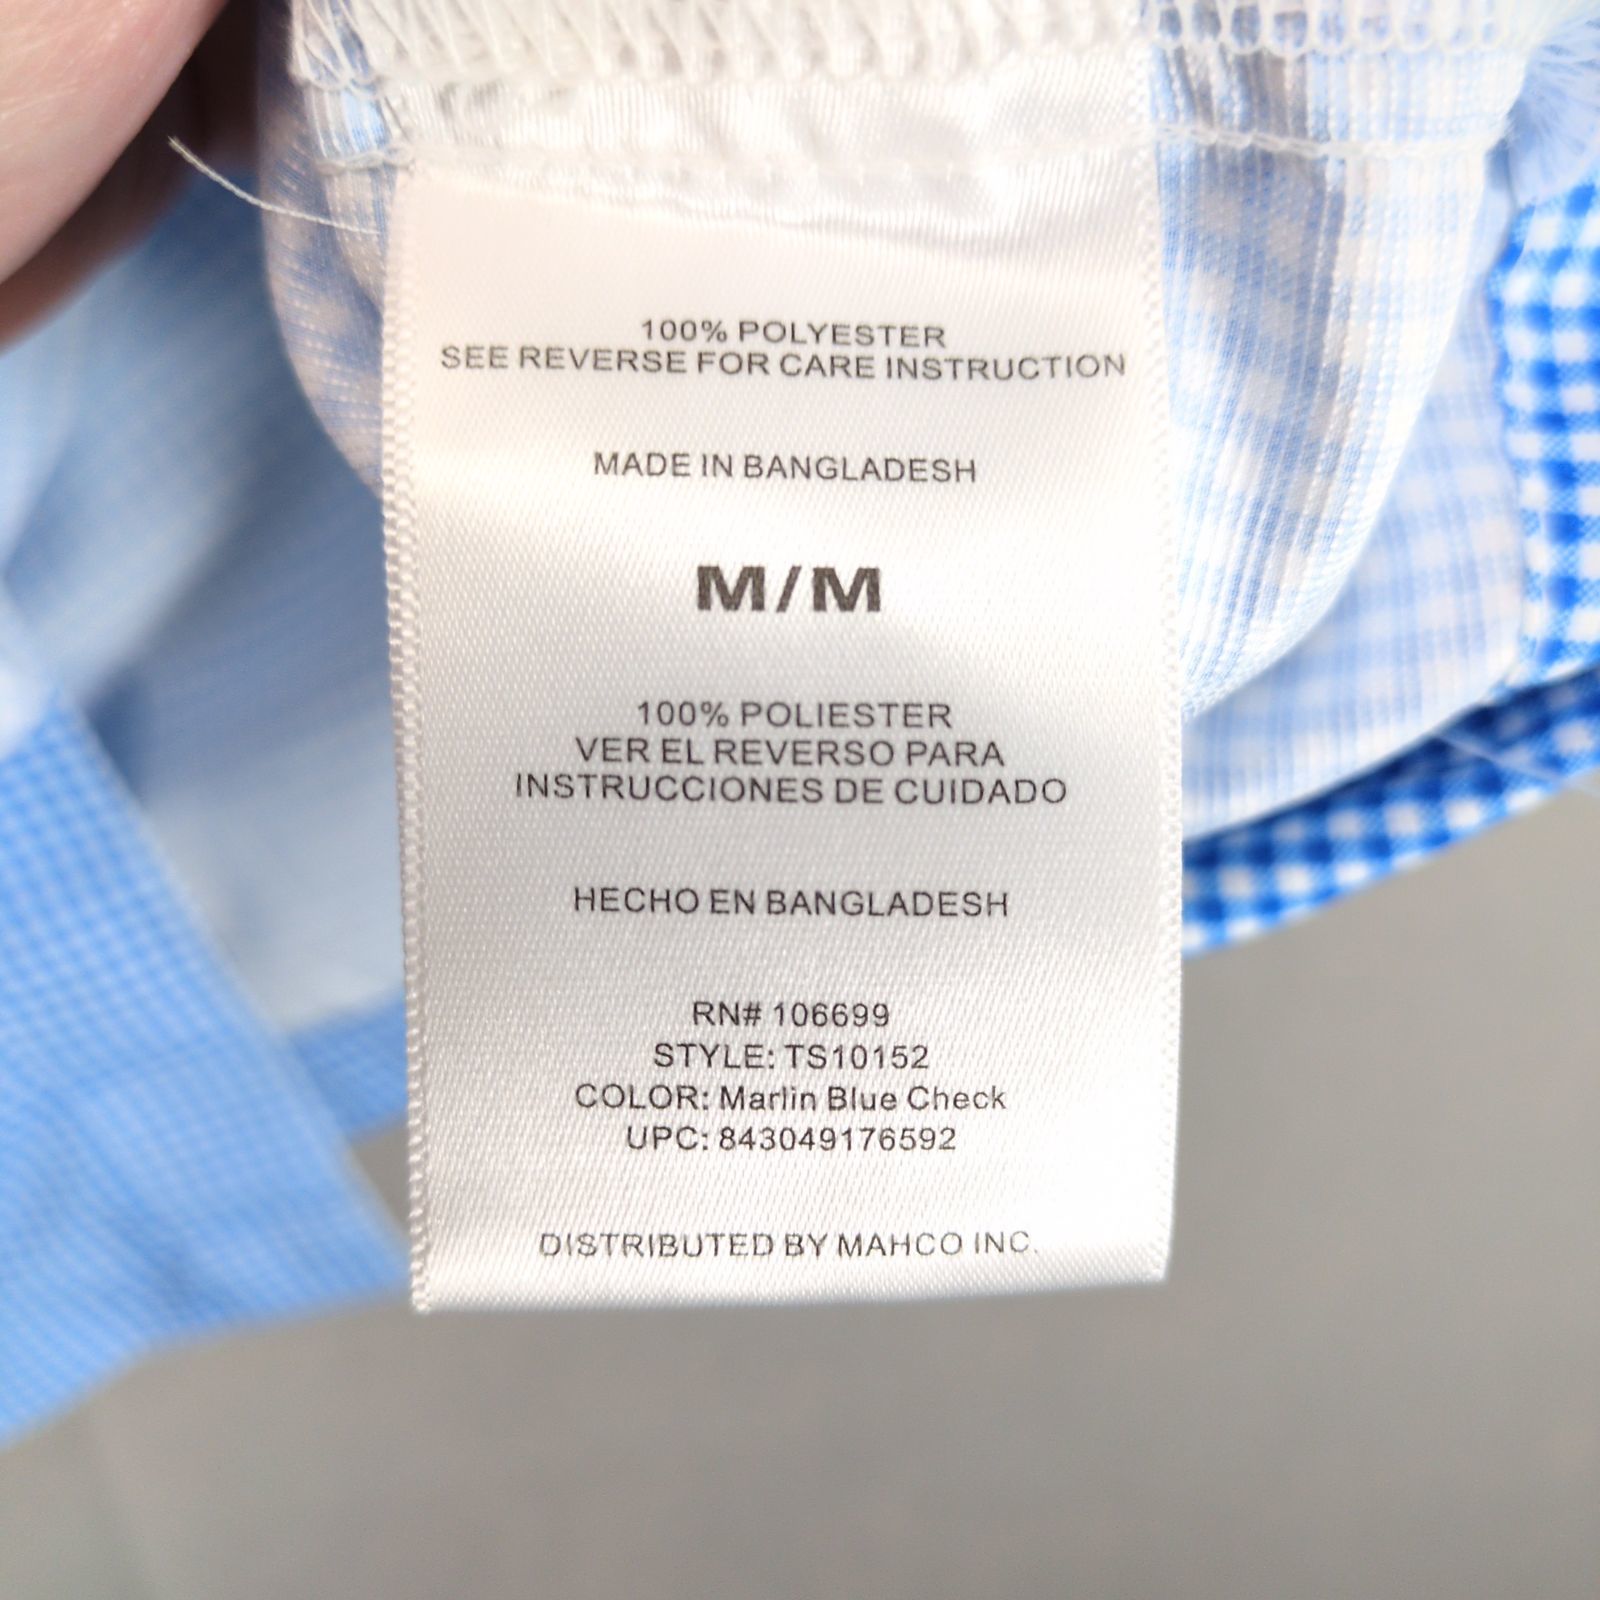 100% POLYESTER
SEE REVERSE FOR CARE INSTRUCTION
MADE IN BANGLADESH
M/M
100% POLIESTER
VER EL REVERSO PARA
INSTRUCCIONES DE CUIDADO
HECHO EN BANGLADESH
RN# 106699
STYLE: TS10152
COLOR: Marlin Blue Check
UPC: 843049176592
DISTRIBUTED BY MAHCO INC.